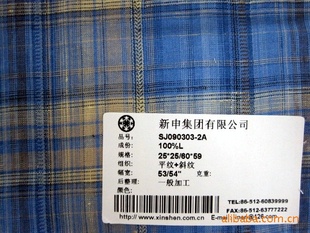 新申集团有限公司
品号: SJ090303-2A
成份: 100%L
规格: 25*25/60*59
组织: 平纹+斜纹
幅宽: 53/54" 克重:
后整理: 一般加工
颜色:
TEL:86-512-60839999
FAX:86-512-63777222
http://www.xinshen.com.cn